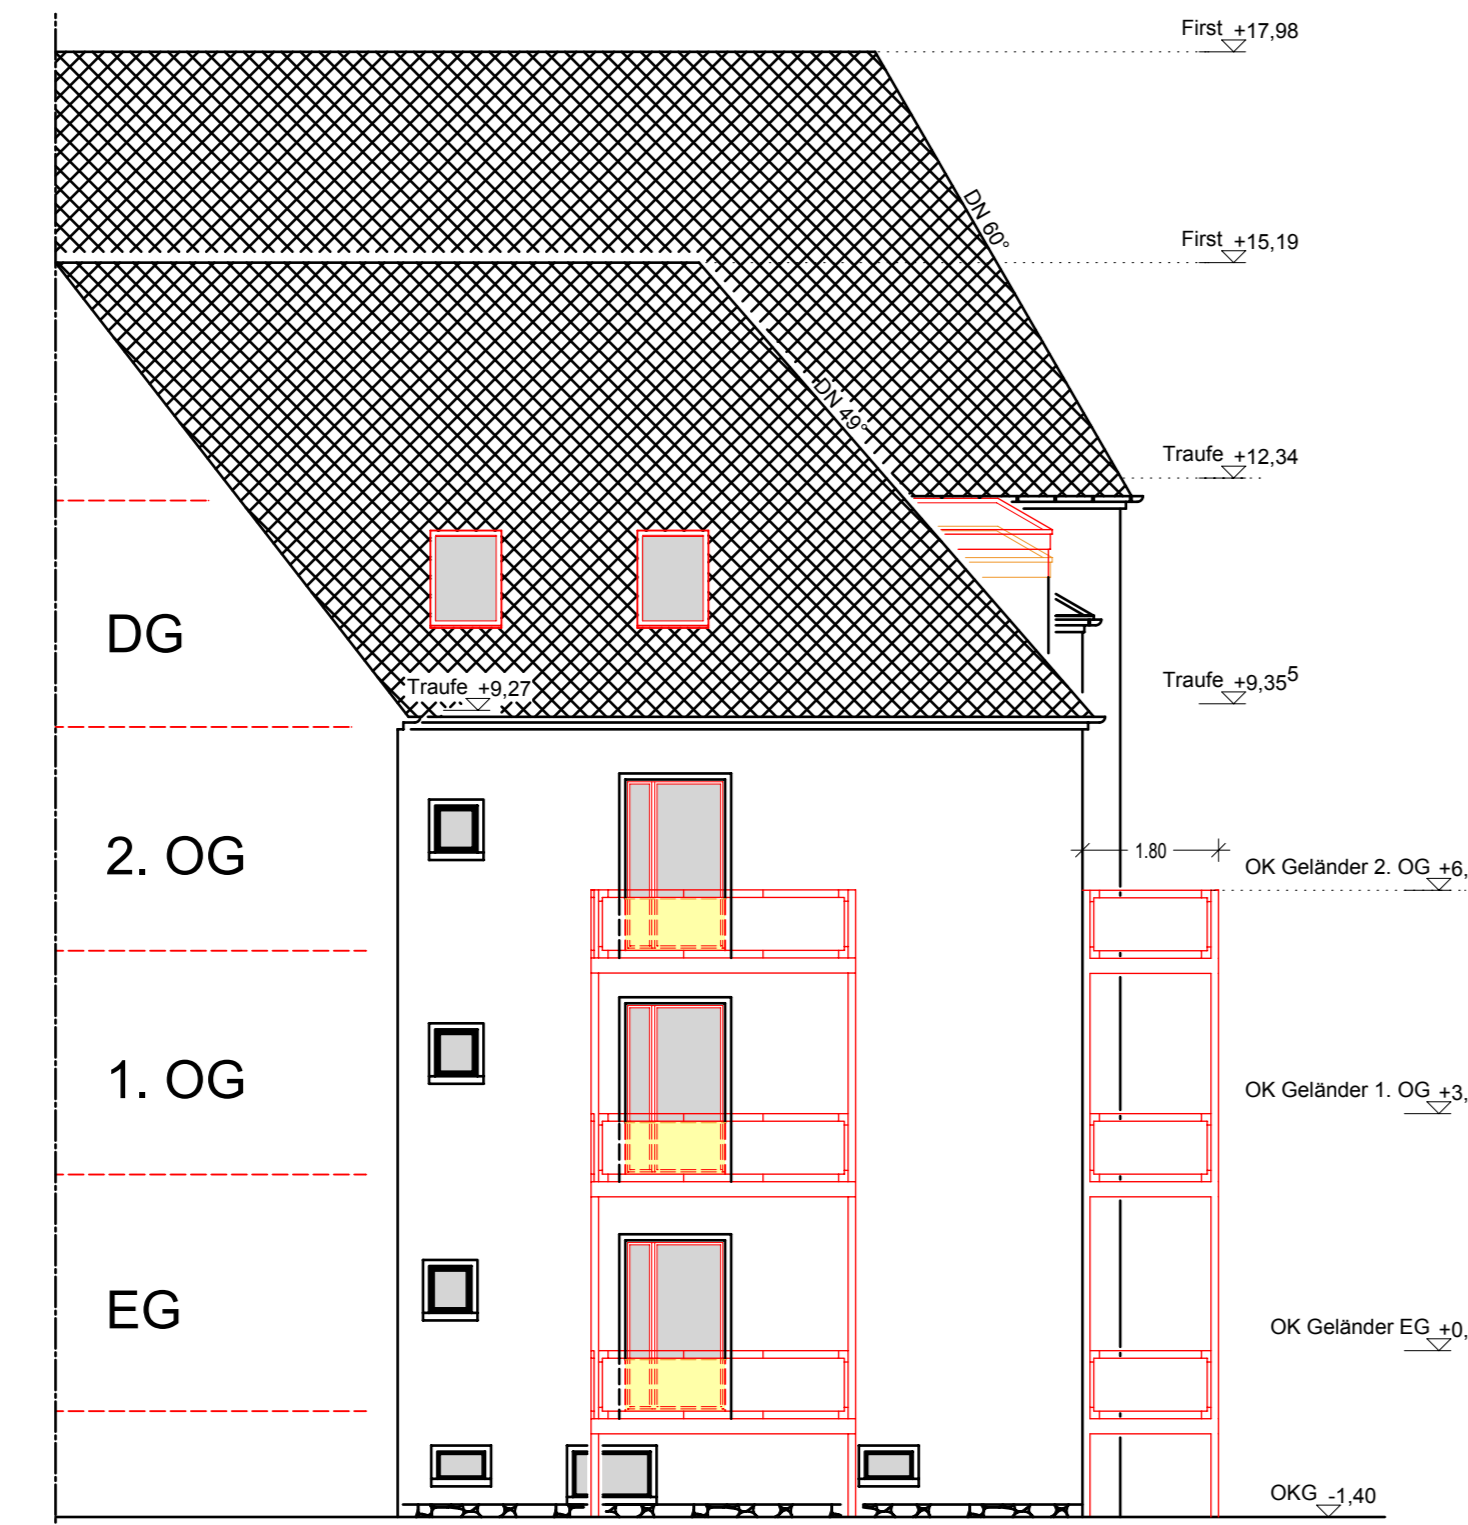 First +17,98
DN 60°
First +15,19
DN 49°
Traufe +12,34
DG
Traufe +9,27
Traufe +9,35⁵
2. OG
1.80
OK Geländer 2. OG +6,
1. OG
OK Geländer 1. OG +3,
EG
OK Geländer EG +0,
OKG -1,40